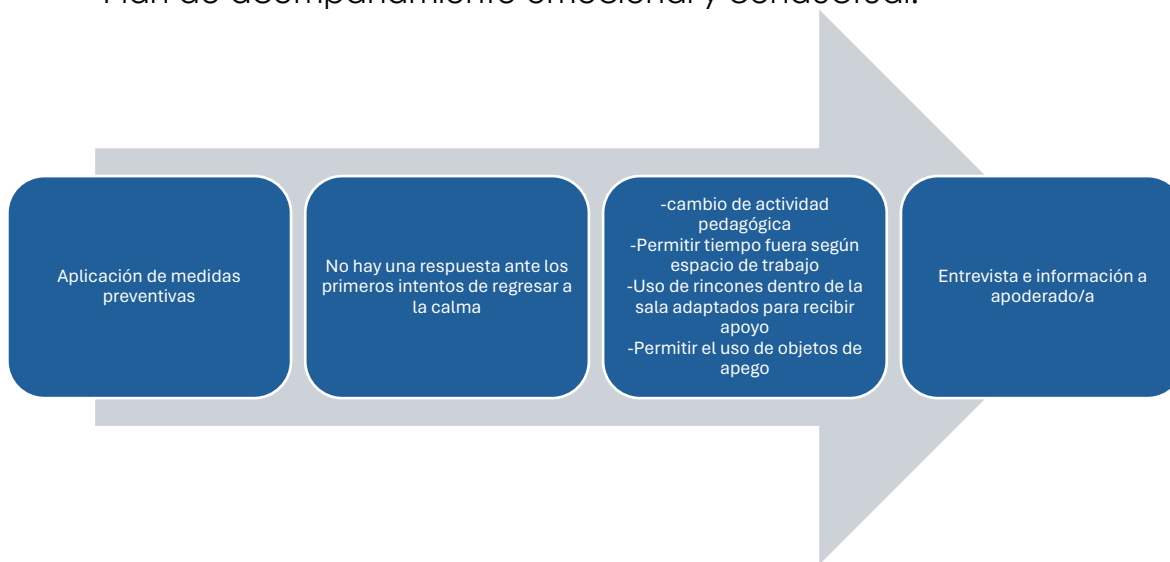 Plan de acompañamiento emocional y conductual.
Aplicación de medidas
preventivas
No hay una respuesta ante los
primeros intentos de regresar a
la calma
-cambio de actividad
pedagógica
-Permitir tiempo fuera según
espacio de trabajo
-Uso de rincones dentro de la
sala adaptados para recibir
apoyo
-Permitir el uso de objetos de
apego
Entrevista e información a
apoderado/a